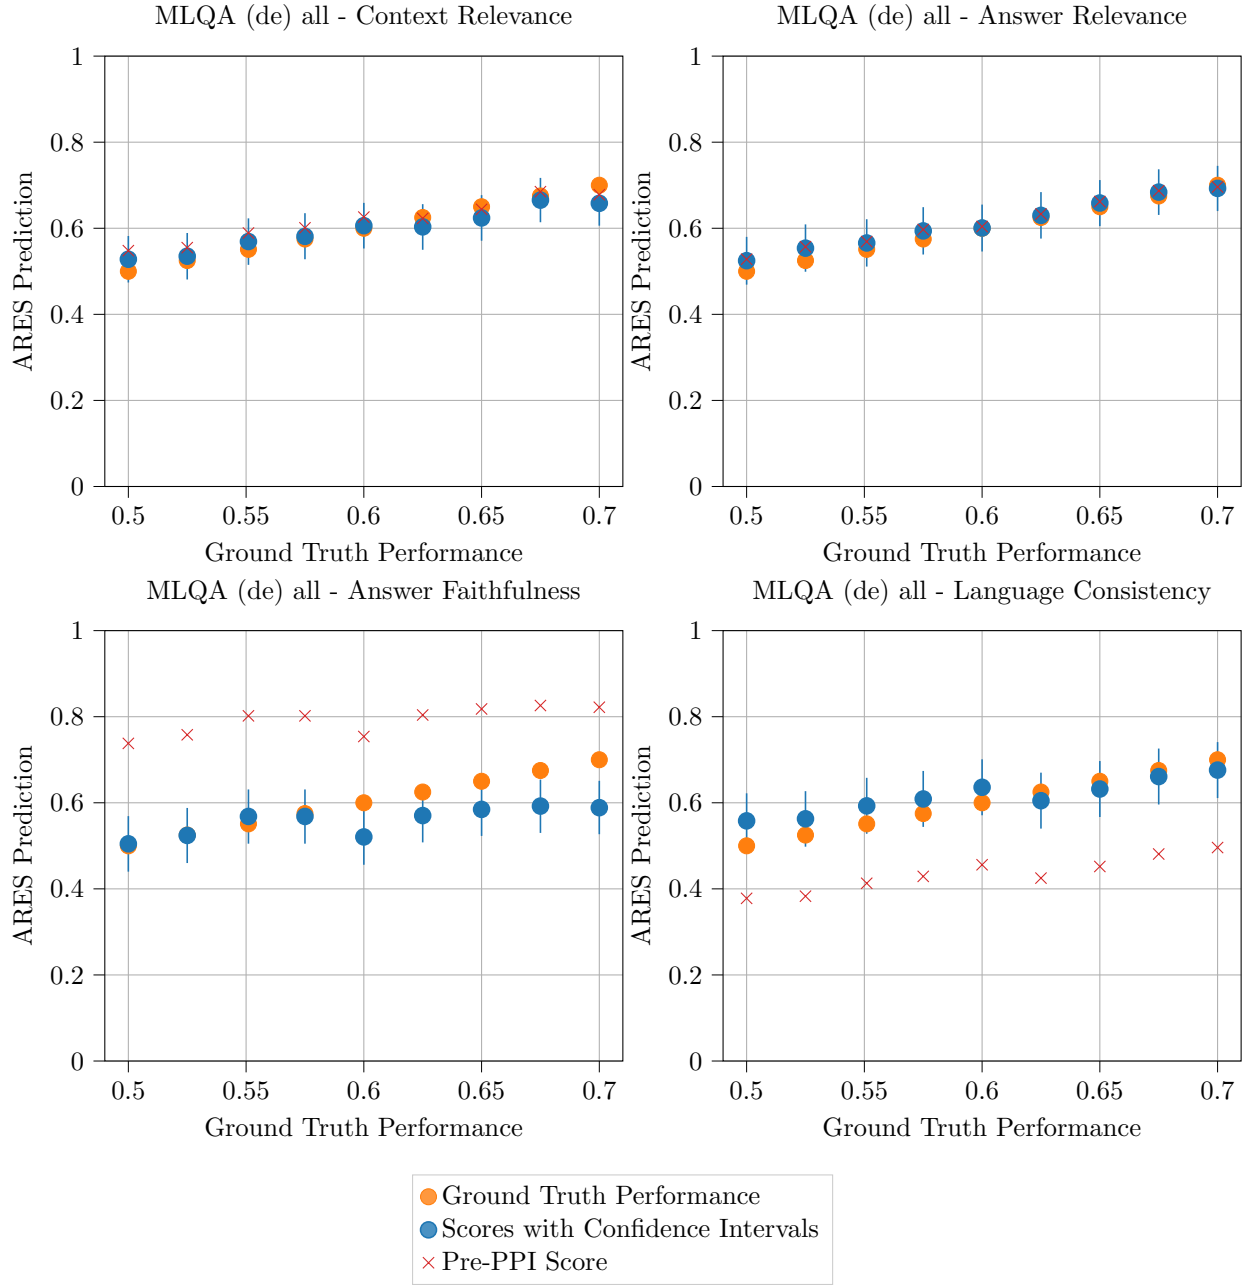 MLQA (de) all - Context Relevance
1
0.8
0.6
0.4
0.2
0
ARES Prediction
0.5 0.55 0.6 0.65 0.7
Ground Truth Performance
MLQA (de) all - Answer Relevance
1
0.8
0.6
0.4
0.2
0
ARES Prediction
0.5 0.55 0.6 0.65 0.7
Ground Truth Performance
MLQA (de) all - Answer Faithfulness
1
0.8
0.6
0.4
0.2
0
ARES Prediction
0.5 0.55 0.6 0.65 0.7
Ground Truth Performance
MLQA (de) all - Language Consistency
1
0.8
0.6
0.4
0.2
0
ARES Prediction
0.5 0.55 0.6 0.65 0.7
Ground Truth Performance
Ground Truth Performance
Scores with Confidence Intervals
Pre-PPI Score